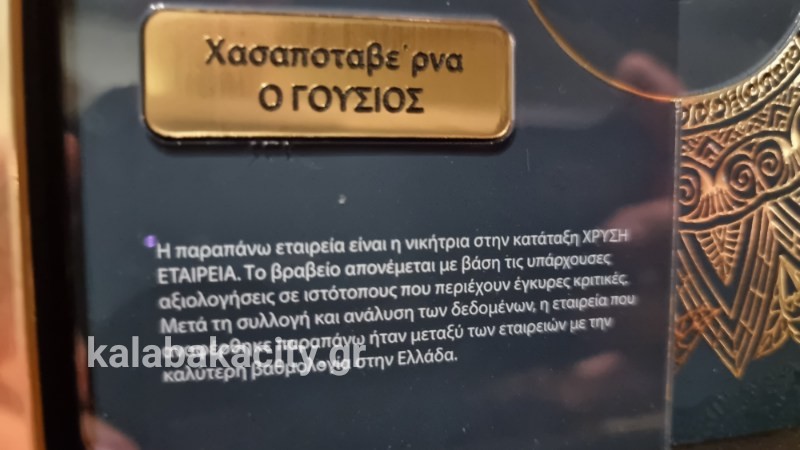 Χασαποταβε΄ρνα
Ο ΓΟΥΣΙΟΣ
Η παραπάνω εταιρεία είναι η νικήτρια στην κατάταξη ΧΡΥΣΗ
ΕΤΑΙΡΕΙΑ. Το βραβείο απονέμεται με βάση τις υπάρχουσες
αξιολογήσεις σε ιστότοπους που περιέχουν έγκυρες κριτικές.
Μετά τη συλλογή και ανάλυση των δεδομένων, η εταιρεία που
αναφέρθηκε παραπάνω ήταν μεταξύ των εταιρειών με την
καλύτερη βαθμολογία στην Ελλάδα.
kalabakacity.gr